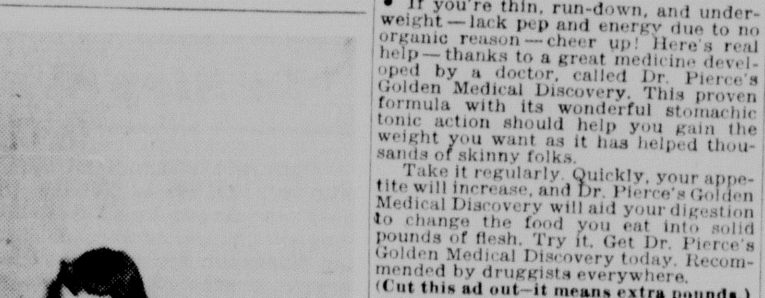 • If you're thin, run-down, and under-
weight — lack pep and energy due to no
organic reason — cheer up! Here's real
help — thanks to a great medicine devel-
oped by a doctor, called Dr. Pierce's
Golden Medical Discovery. This proven
formula with its wonderful stomachic
tonic action should help you gain the
weight you want as it has helped thou-
sands of skinny folks.
Take it regularly. Quickly, your appe-
tite will increase, and Dr. Pierce's Golden
Medical Discovery will aid your digestion
to change the food you eat into solid
pounds of flesh. Try it. Get Dr. Pierce's
Golden Medical Discovery today. Recom-
mended by druggists everywhere.
(Cut this ad out—it means extra pounds.)